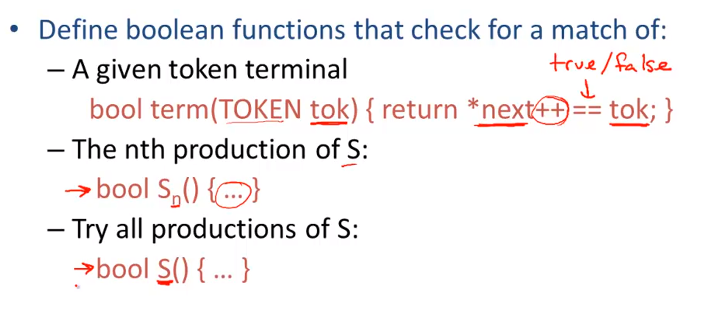 • Define boolean functions that check for a match of:
– A given token terminal
true/false
bool term(TOKEN tok) { return *next++ == tok; }
– The nth production of S:
bool Sn() { … }
– Try all productions of S:
bool S() { … }